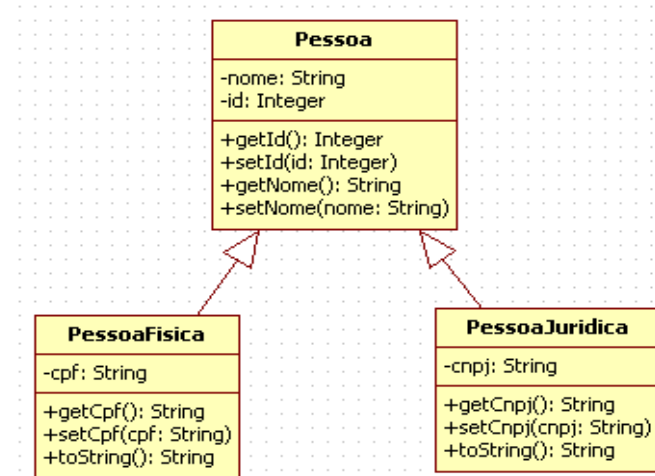 Pessoa
-nome: String
-id: Integer
+getId(): Integer
+setId(id: Integer)
+getNome(): String
+setNome(nome: String)
PessoaFisica
-cpf: String
+getCpf(): String
+setCpf(cpf: String)
+toString(): String
PessoaJuridica
-cnpj: String
+getCnpj(): String
+setCnpj(cnpj: String)
+toString(): String